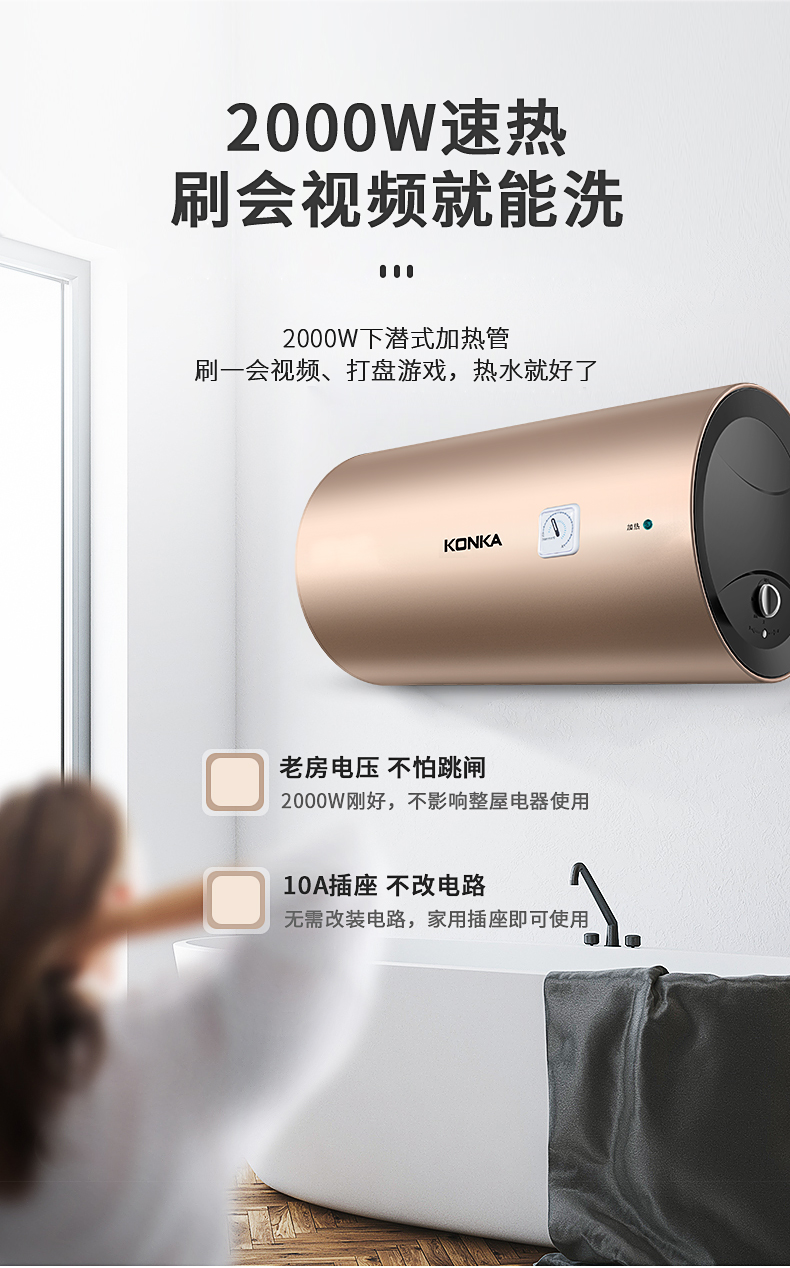 2000W速热
刷会视频就能洗
2000W下潜式加热管
刷一会视频、打盘游戏，热水就好了
KONKA
加热
老房电压 不怕跳闸
2000W刚好，不影响整屋电器使用
10A插座 不改电路
无需改装电路，家用插座即可使用